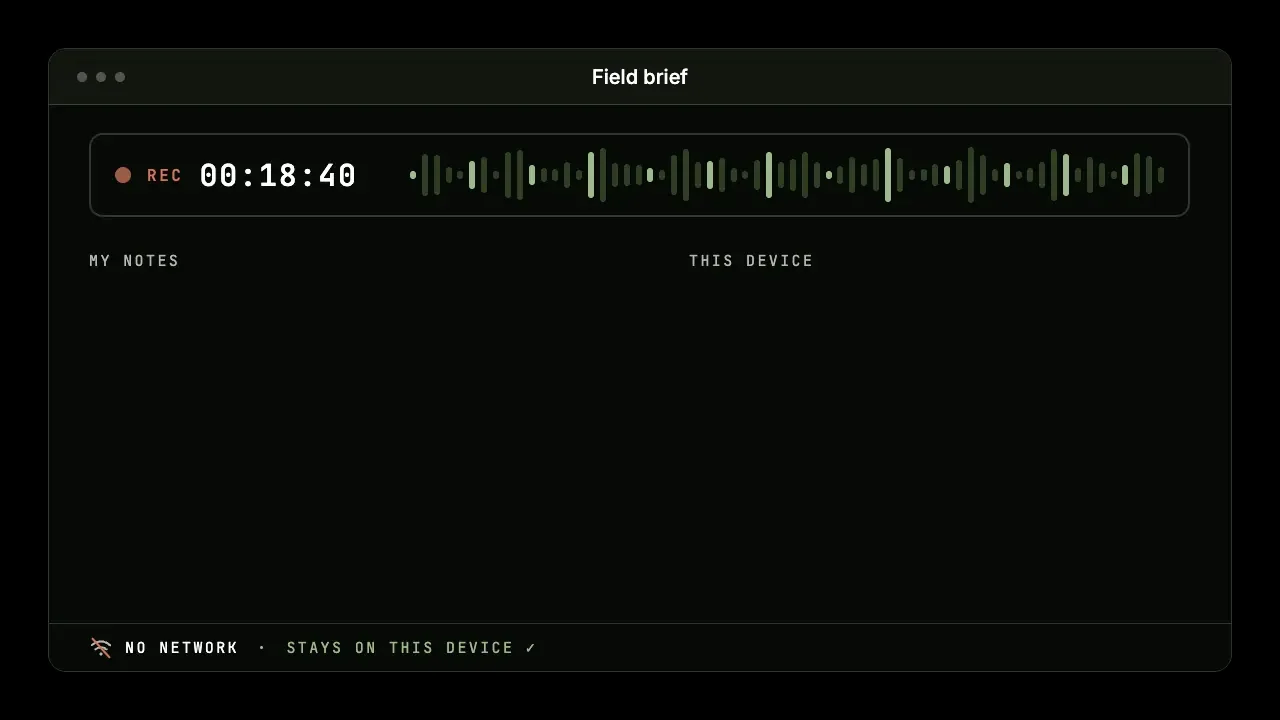 Field brief
REC 00:18:40
MY NOTES
THIS DEVICE
NO NETWORK · STAYS ON THIS DEVICE ✓